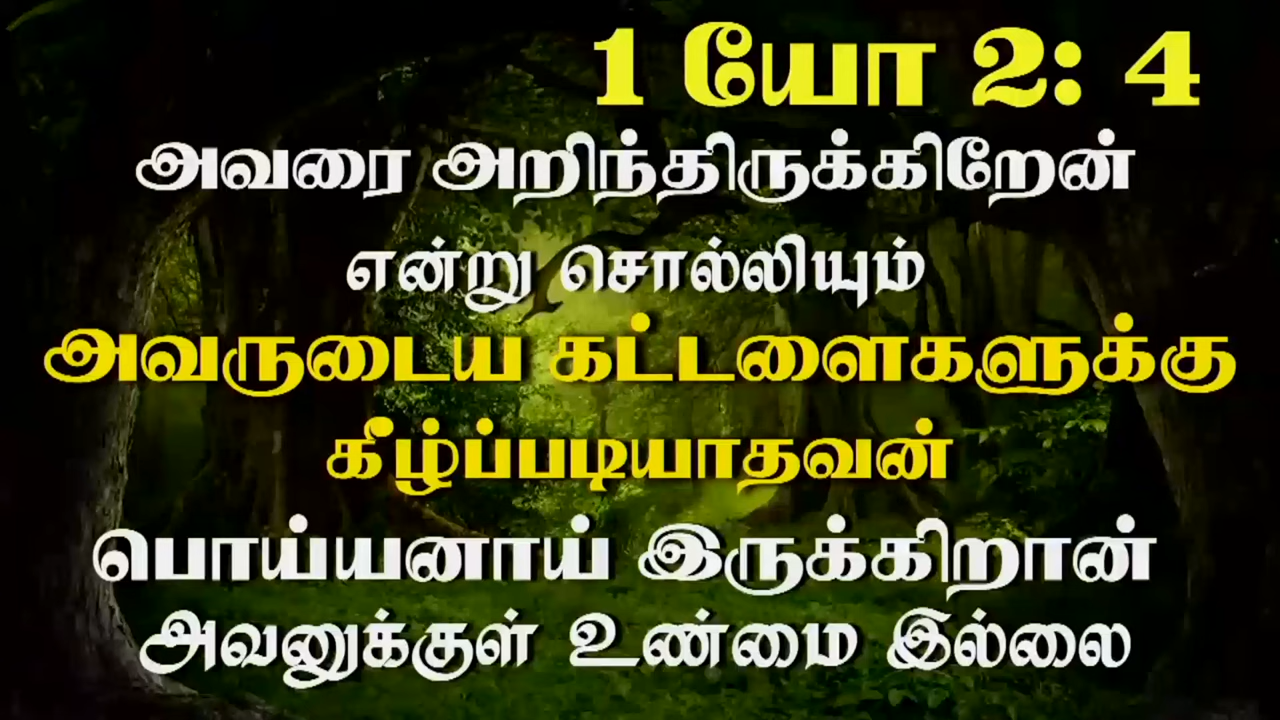 1 யோ 2: 4
அவரை அறிந்திருக்கிறேன்
என்று சொல்லியும்
அவருடைய கட்டளைகளுக்கு
கீழ்ப்படியாதவன்
பொய்யனாய் இருக்கிறான்
அவனுக்குள் உண்மை இல்லை